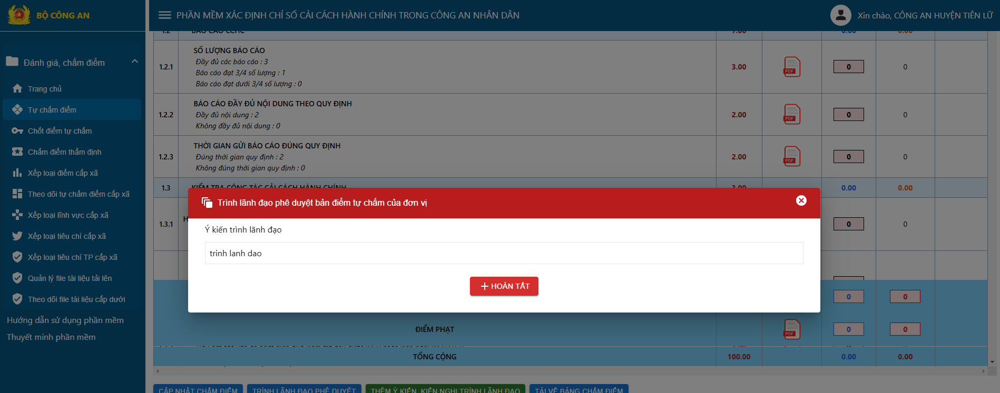 BỘ CÔNG AN
PHẦN MỀM XÁC ĐỊNH CHỈ SỐ CẢI CÁCH HÀNH CHÍNH TRONG CÔNG AN NHÂN DÂN
Xin chào, CÔNG AN HUYỆN TIÊN LỮ
Đánh giá, chấm điểm
Trang chủ
Tự chấm điểm
Chốt điểm tự chấm
Chấm điểm thẩm định
Xếp loại điểm cấp xã
Theo dõi tự chấm điểm cấp xã
Xếp loại lĩnh vực cấp xã
Xếp loại tiêu chí cấp xã
Xếp loại tiêu chí TP cấp xã
Quản lý file tài liệu tải lên
Theo dõi file tài liệu cấp dưới
Hướng dẫn sử dụng phần mềm
Thuyết minh phần mềm
1.2 BÁO CÁO CCHC 7.00 0.00 0.00
SỐ LƯỢNG BÁO CÁO
Đầy đủ các báo cáo : 3
1.2.1 3.00 PDF 0 0
Báo cáo đạt 3/4 số lượng : 1
Báo cáo đạt dưới 3/4 số lượng : 0
BÁO CÁO ĐẦY ĐỦ NỘI DUNG THEO QUY ĐỊNH
1.2.2 Đầy đủ nội dung : 2 2.00 PDF 0 0
Không đầy đủ nội dung : 0
THỜI GIAN GỬI BÁO CÁO ĐÚNG QUY ĐỊNH
1.2.3 Đúng thời gian quy định : 2 2.00 PDF 0 0
Không đúng thời gian quy định : 0
1.3 KIỂM TRA CÔNG TÁC CẢI CÁCH HÀNH CHÍNH 3.00 0.00 0.00
Trình lãnh đạo phê duyệt bản điểm tự chấm của đơn vị
1.3.1 0 0
Ý kiến trình lãnh đạo
trinh lanh dao
HOÀN TẤT
0 0
ĐIỂM PHẠT PDF 0 0
TỔNG CỘNG 100.00 0.00 0.00
CẬP NHẬT CHẤM ĐIỂM
TRÌNH LÃNH ĐẠO PHÊ DUYỆT
THÊM Ý KIẾN, KIẾN NGHỊ TRÌNH LÃNH ĐẠO
TẢI VỀ BẢNG CHẤM ĐIỂM